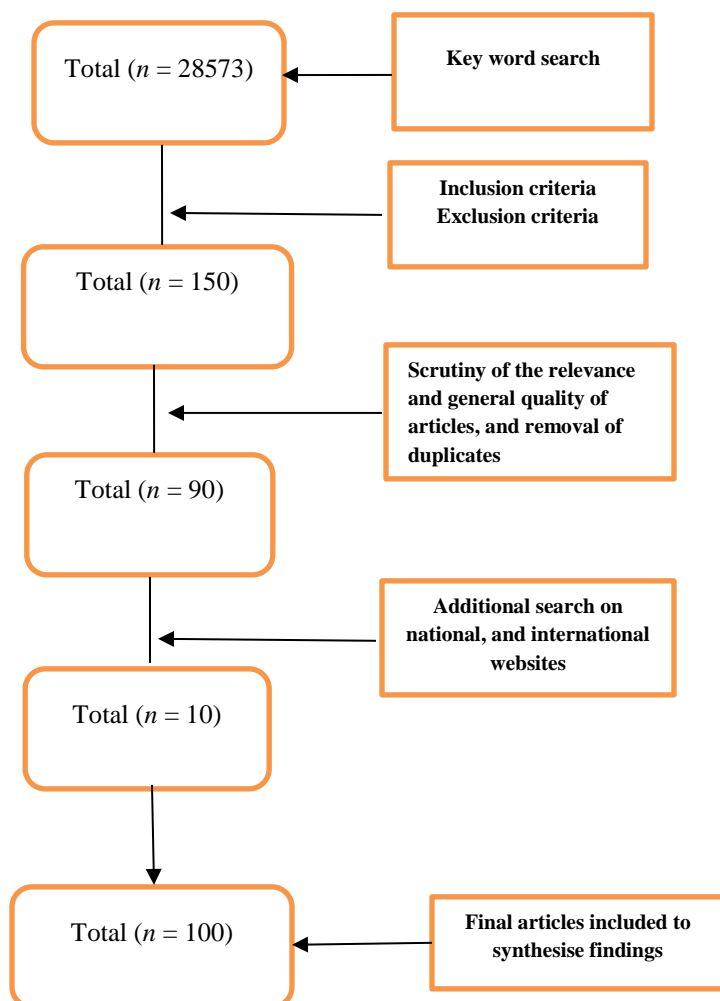 Total (n = 28573)
Key word search
Inclusion criteria
Exclusion criteria
Total (n = 150)
Scrutiny of the relevance
and general quality of
articles, and removal of
duplicates
Total (n = 90)
Additional search on
national, and international
websites
Total (n = 10)
Total (n = 100)
Final articles included to
synthesise findings